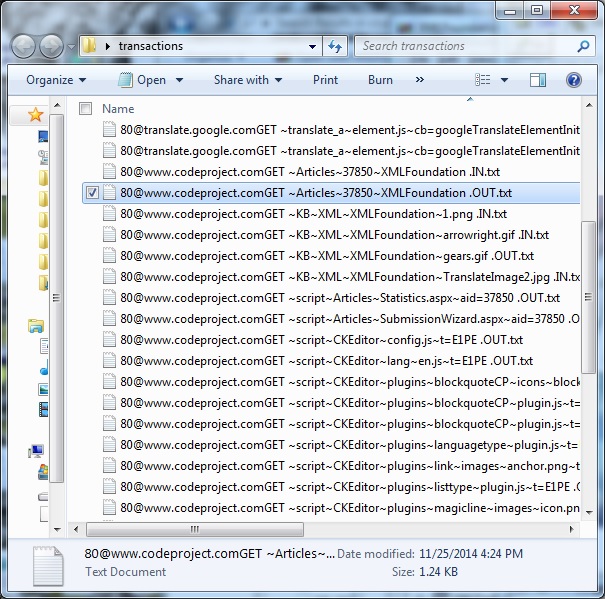 transactions
Search transactions
Organize Open Share with Print Burn »
Name
80@translate.google.comGET ~translate_a~element.js~cb=googleTranslateElementInit
80@translate.google.comGET ~translate_a~element.js~cb=googleTranslateElementInit
80@www.codeproject.comGET ~Articles~37850~XMLFoundation .IN.txt
80@www.codeproject.comGET ~Articles~37850~XMLFoundation .OUT.txt
80@www.codeproject.comGET ~KB~XML~XMLFoundation~1.png .IN.txt
80@www.codeproject.comGET ~KB~XML~XMLFoundation~arrowright.gif .IN.txt
80@www.codeproject.comGET ~KB~XML~XMLFoundation~gears.gif .OUT.txt
80@www.codeproject.comGET ~KB~XML~XMLFoundation~TranslateImage2.jpg .IN.tx
80@www.codeproject.comGET ~script~Articles~Statistics.aspx~aid=37850 .OUT.txt
80@www.codeproject.comGET ~script~Articles~SubmissionWizard.aspx~aid=37850 .O
80@www.codeproject.comGET ~script~CKEditor~config.js~t=E1PE .OUT.txt
80@www.codeproject.comGET ~script~CKEditor~lang~en.js~t=E1PE .OUT.txt
80@www.codeproject.comGET ~script~CKEditor~plugins~blockquoteCP~icons~block
80@www.codeproject.comGET ~script~CKEditor~plugins~blockquoteCP~plugin.js~t=
80@www.codeproject.comGET ~script~CKEditor~plugins~blockquoteCP~plugin.js~t=
80@www.codeproject.comGET ~script~CKEditor~plugins~languagetype~plugin.js~t=
80@www.codeproject.comGET ~script~CKEditor~plugins~link~images~anchor.png~t
80@www.codeproject.comGET ~script~CKEditor~plugins~listtype~plugin.js~t=E1PE .O
80@www.codeproject.comGET ~script~CKEditor~plugins~magicline~images~icon.pn
80@www.codeproject.comGET ~Articles~... Date modified: 11/25/2014 4:24 PM
Text Document Size: 1.24 KB